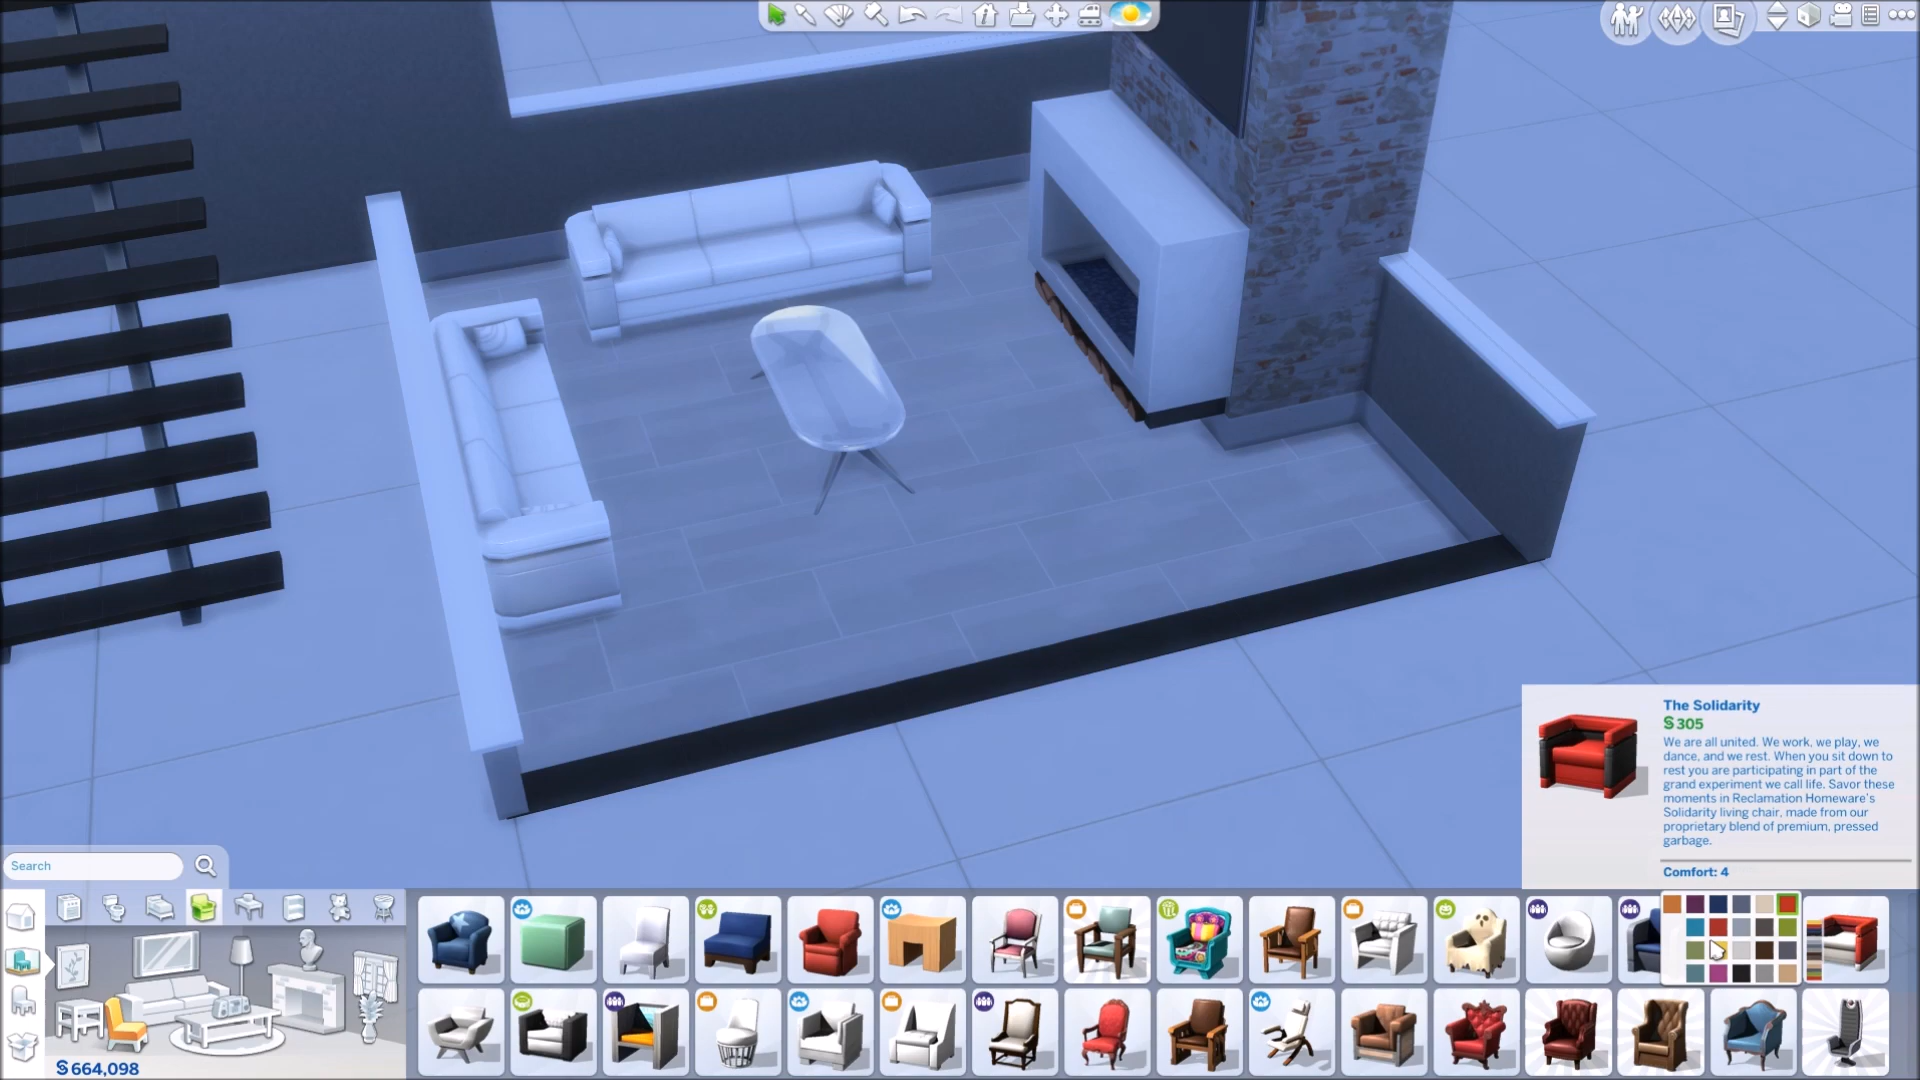 The Solidarity
§305
We are all united. We work, we play, we
dance, and we rest. When you sit down to
rest you are participating in part of the
grand experiment we call life. Savor these
moments in Reclamation Homeware's
Solidarity living chair, made from our
proprietary blend of premium, pressed
garbage.
Comfort: 4
Search
§664,098